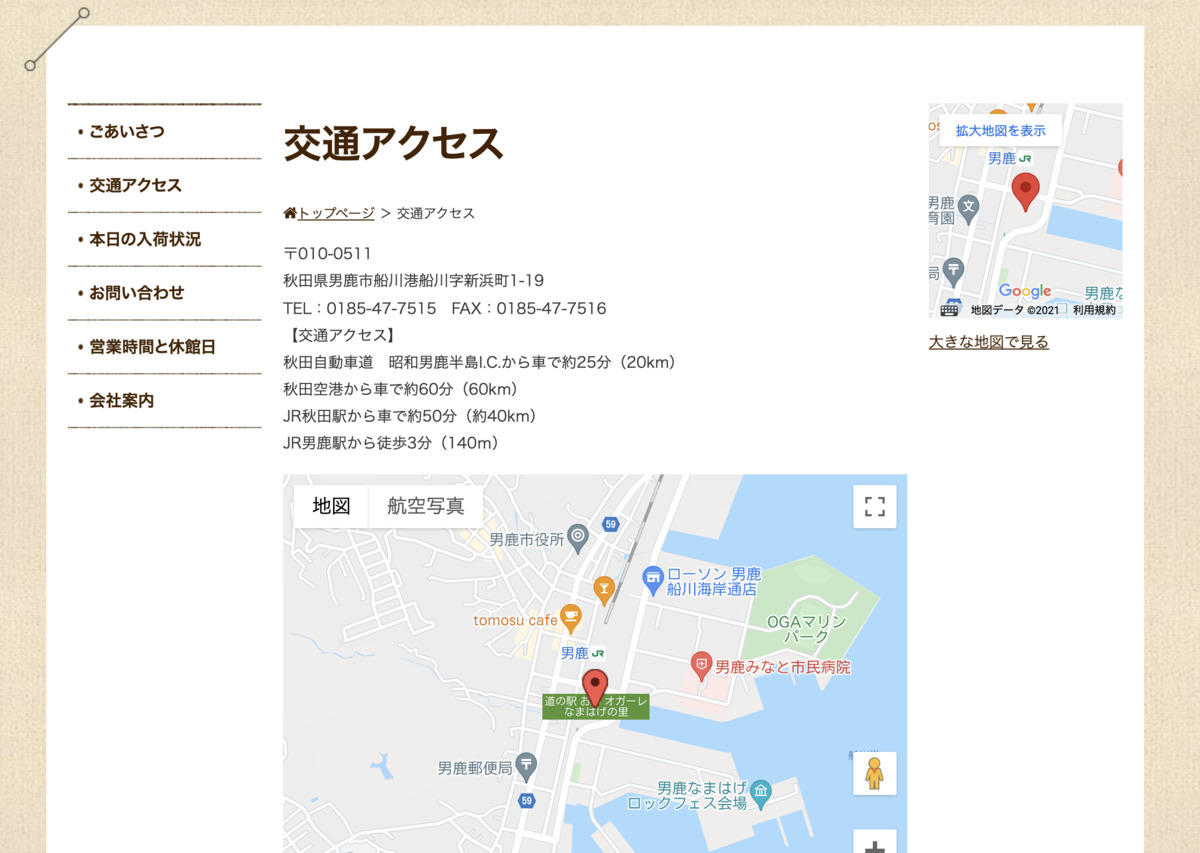 ・ごあいさつ
・交通アクセス
・本日の入荷状況
・お問い合わせ
・営業時間と休館日
・会社案内
交通アクセス
トップページ ＞ 交通アクセス
〒010-0511
秋田県男鹿市船川港船川字新浜町1-19
TEL：0185-47-7515　FAX：0185-47-7516
【交通アクセス】
秋田自動車道　昭和男鹿半島I.C.から車で約25分（20km）
秋田空港から車で約60分（60km）
JR秋田駅から車で約50分（約40km）
JR男鹿駅から徒歩3分（140m）
地図
航空写真
59
男鹿市役所
ローソン 男鹿
船川海岸通店
tomosu cafe
OGAマリン
パーク
男鹿 JR
男鹿みなと市民病院
道の駅 お オガーレ
なまはげの里
男鹿郵便局
59
男鹿なまはげ
ロックフェス会場
拡大地図を表示
男鹿 JR
男鹿
育園
局
Google
男鹿な
地図データ ©2021
利用規約
大きな地図で見る